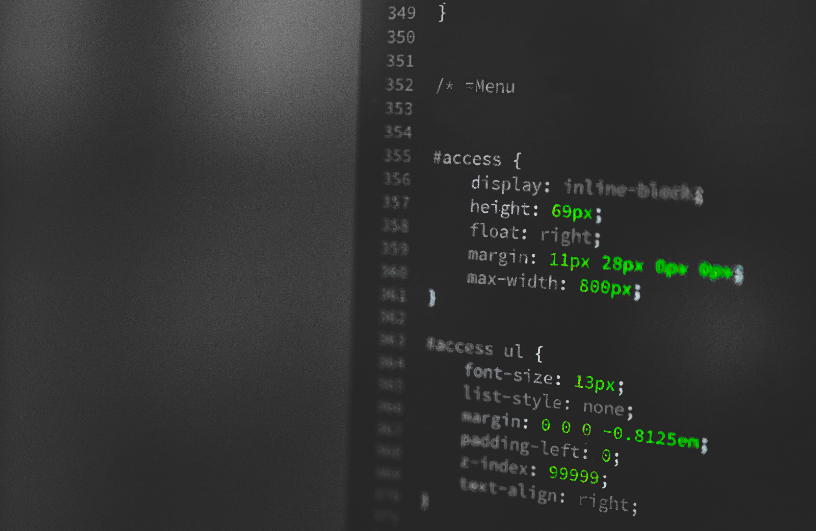 349 }
350
351
352 /* =Menu
353
354
355 #access {
356 display: inline-block;
357 height: 69px;
358 float: right;
359 margin: 11px 28px 0px 0px;
360 max-width: 800px;
361 }
362
363 #access ul {
364 font-size: 13px;
365 list-style: none;
366 margin: 0 0 0 -0.8125em;
367 padding-left: 0;
368 z-index: 99999;
369 text-align: right;
370 }